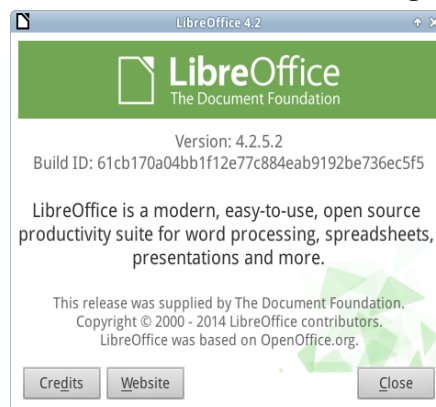 LibreOffice 4.2
LibreOffice
The Document Foundation
Version: 4.2.5.2
Build ID: 61cb170a04bb1f12e77c884eab9192be736ec5f5
LibreOffice is a modern, easy-to-use, open source
productivity suite for word processing, spreadsheets,
presentations and more.
This release was supplied by The Document Foundation.
Copyright © 2000 - 2014 LibreOffice contributors.
LibreOffice was based on OpenOffice.org.
Credits Website Close